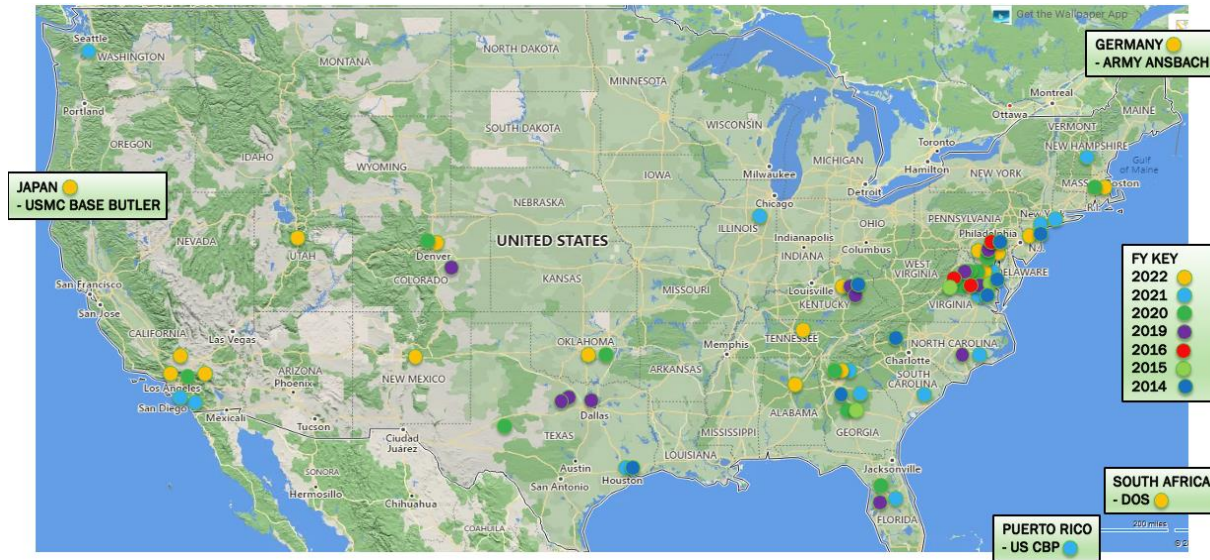 Get the Wallpaper App
Seattle
WASHINGTON
MONTANA
NORTH DAKOTA
MINNESOTA
Portland
OREGON
IDAHO
SOUTH DAKOTA
WISCONSIN
MICHIGAN
Ottawa
Montreal
MAINE
VERMONT
NEW HAMPSHIRE
Gulf
of Maine
Toronto
Hamilton
NEW YORK
MASS
Boston
R.I.
GERMANY
- ARMY ANSBACH
JAPAN
- USMC BASE BUTLER
WYOMING
IOWA
Milwaukee
Chicago
Detroit
NEBRASKA
ILLINOIS
INDIANA
Indianapolis
OHIO
Columbus
PENNSYLVANIA
Philadelphia
New Y
N.J.
NEVADA
UTAH
Denver
COLORADO
UNITED STATES
KANSAS
MISSOURI
Louisville
KENTUCKY
WEST
VIRGINIA
VIRGINIA
DELAWARE
San Francisco
San Jose
CALIFORNIA
Las Vegas
Los Angeles
San Diego
Mexicali
ARIZONA
Phoenix
Tucson
NEW MEXICO
OKLAHOMA
ARKANSAS
TENNESSEE
Memphis
NORTH CAROLINA
Charlotte
SOUTH
CAROLINA
Dallas
TEXAS
Austin
San Antonio
Houston
LOUISIANA
MISSISSIPPI
ALABAMA
GEORGIA
Jacksonville
FLORIDA
Ciudad
Juárez
SONORA
Hermosillo
Chihuahua
COAHUILA
FY KEY
2022
2021
2020
2019
2016
2015
2014
SOUTH AFRICA
- DOS
PUERTO RICO
- US CBP
200 miles
© 2